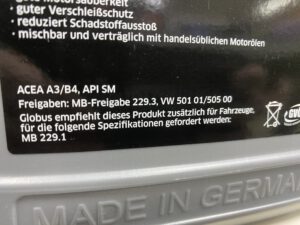 · guter Verschleißschutz
· reduziert Schadstoffausstoß
· mischbar und verträglich mit handelsüblichen Motorölen
ACEA A3/B4, API SM
Freigaben: MB-Freigabe 229.3, VW 501 01/505 00
Globus empfiehlt dieses Produkt zusätzlich für Fahrzeuge,
für die folgende Spezifikationen gefordert werden:
MB 229.1
MADE IN GERMA